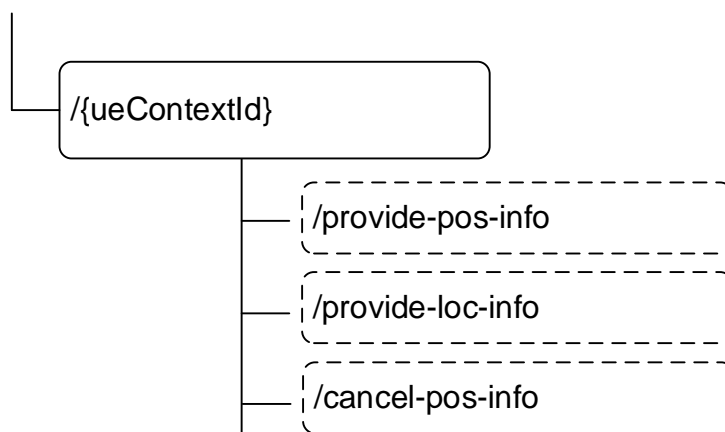 /{ueContextId}
/provide-pos-info
/provide-loc-info
/cancel-pos-info